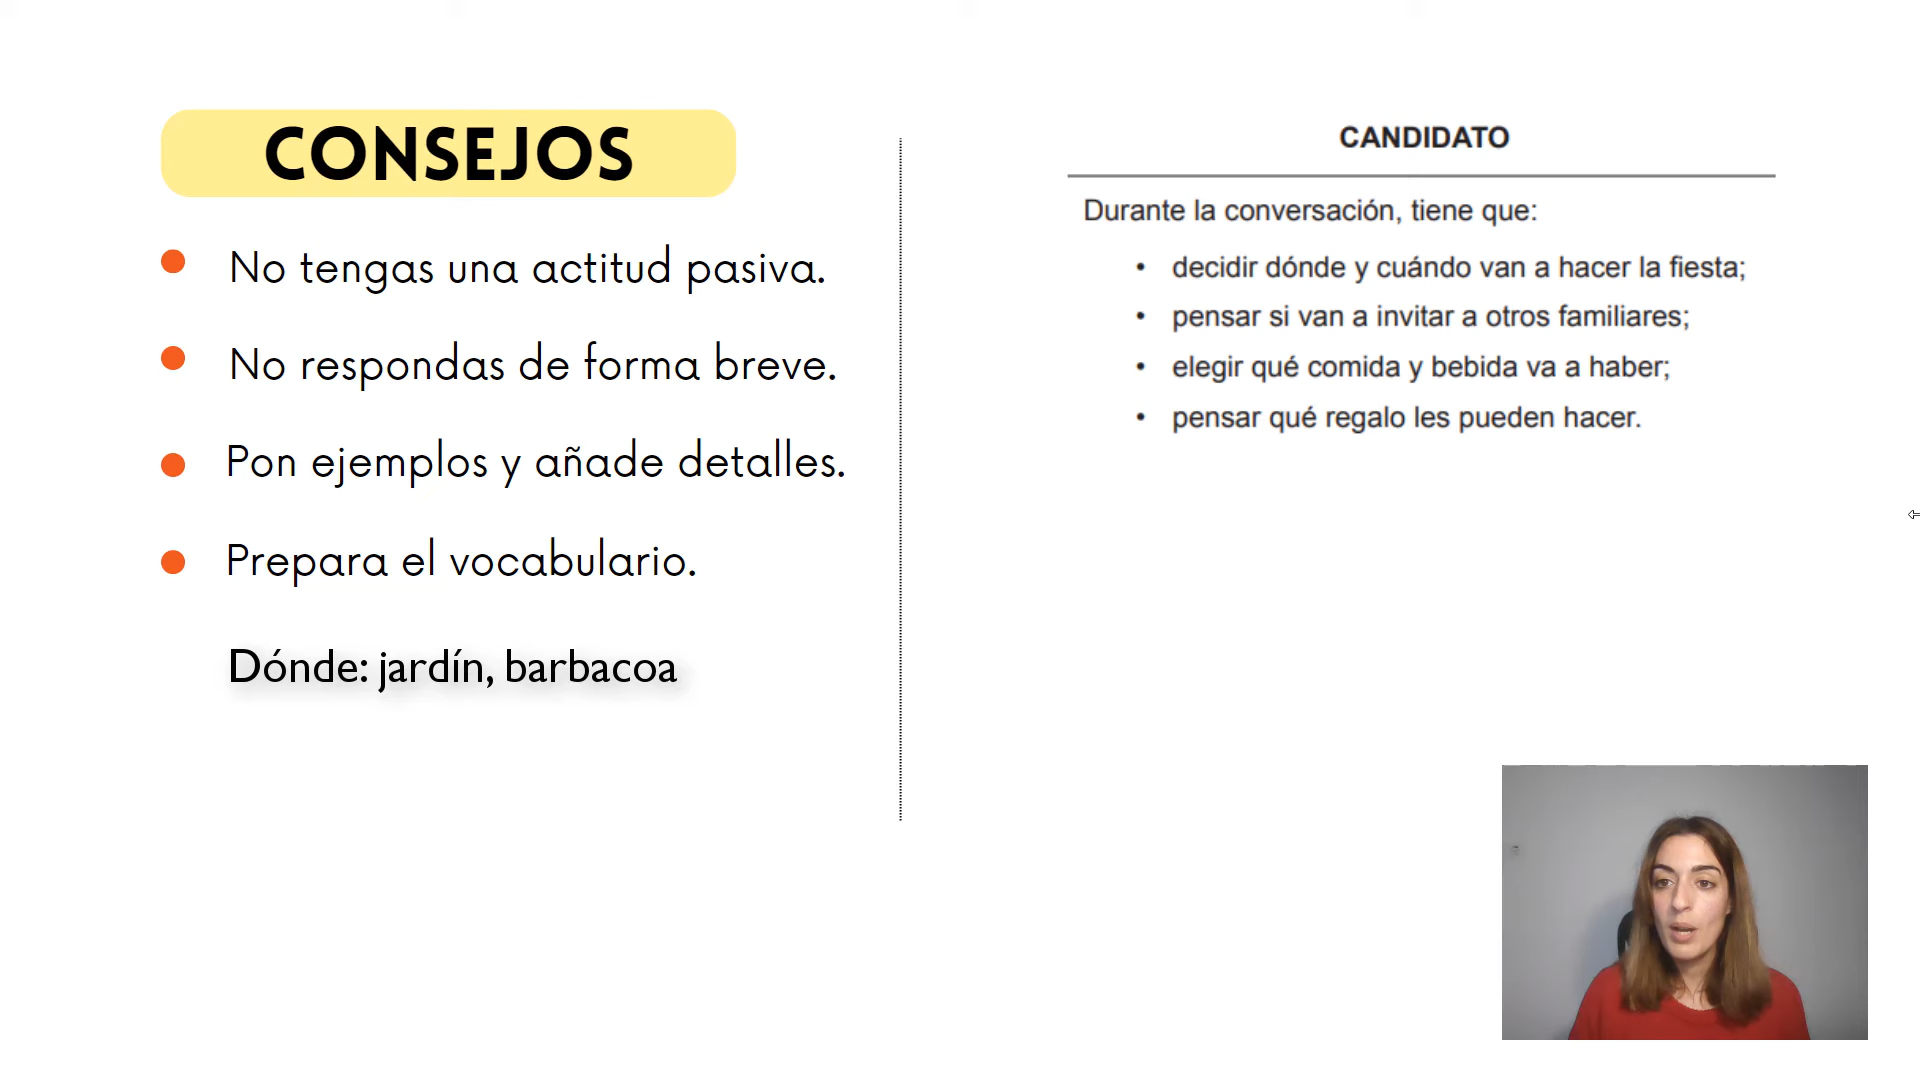 CONSEJOS
No tengas una actitud pasiva.
No respondas de forma breve.
Pon ejemplos y añade detalles.
Prepara el vocabulario.
Dónde: jardín, barbacoa
CANDIDATO
Durante la conversación, tiene que:
• decidir dónde y cuándo van a hacer la fiesta;
• pensar si van a invitar a otros familiares;
• elegir qué comida y bebida va a haber;
• pensar qué regalo les pueden hacer.